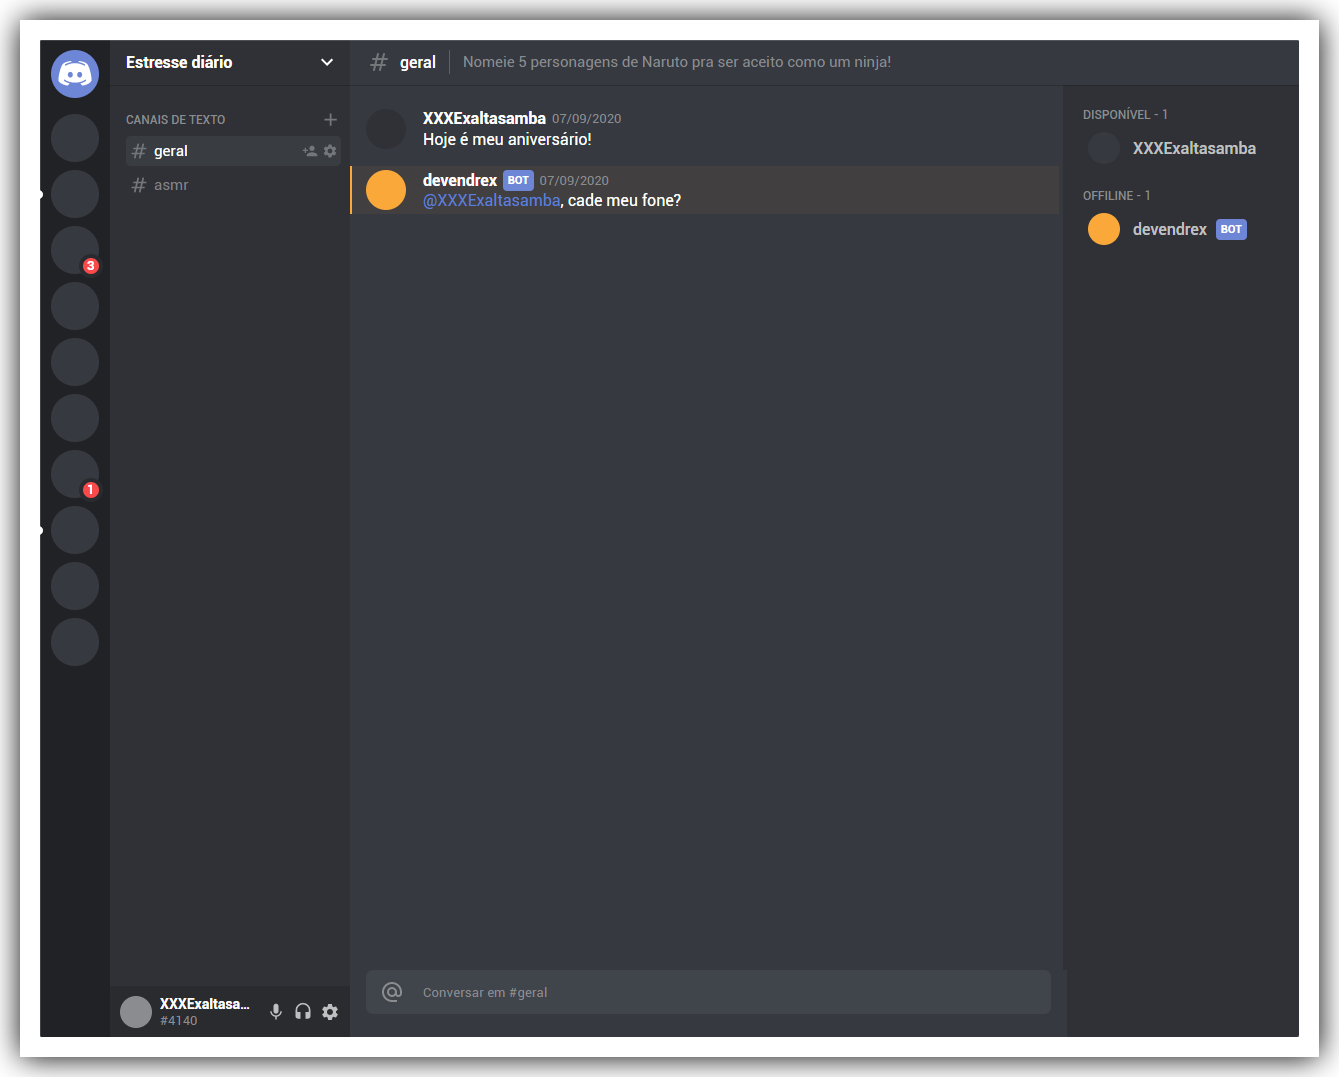 Estresse diário
CANAIS DE TEXTO
# geral
# asmr
3
1
XXXExaltasa...
#4140
# geral
Nomeie 5 personagens de Naruto pra ser aceito como um ninja!
XXXExaltasamba 07/09/2020
Hoje é meu aniversário!
devendrex BOT 07/09/2020
@XXXExaltasamba, cade meu fone?
@ Conversar em #geral
DISPONÍVEL - 1
XXXExaltasamba
OFFILINE - 1
devendrex BOT